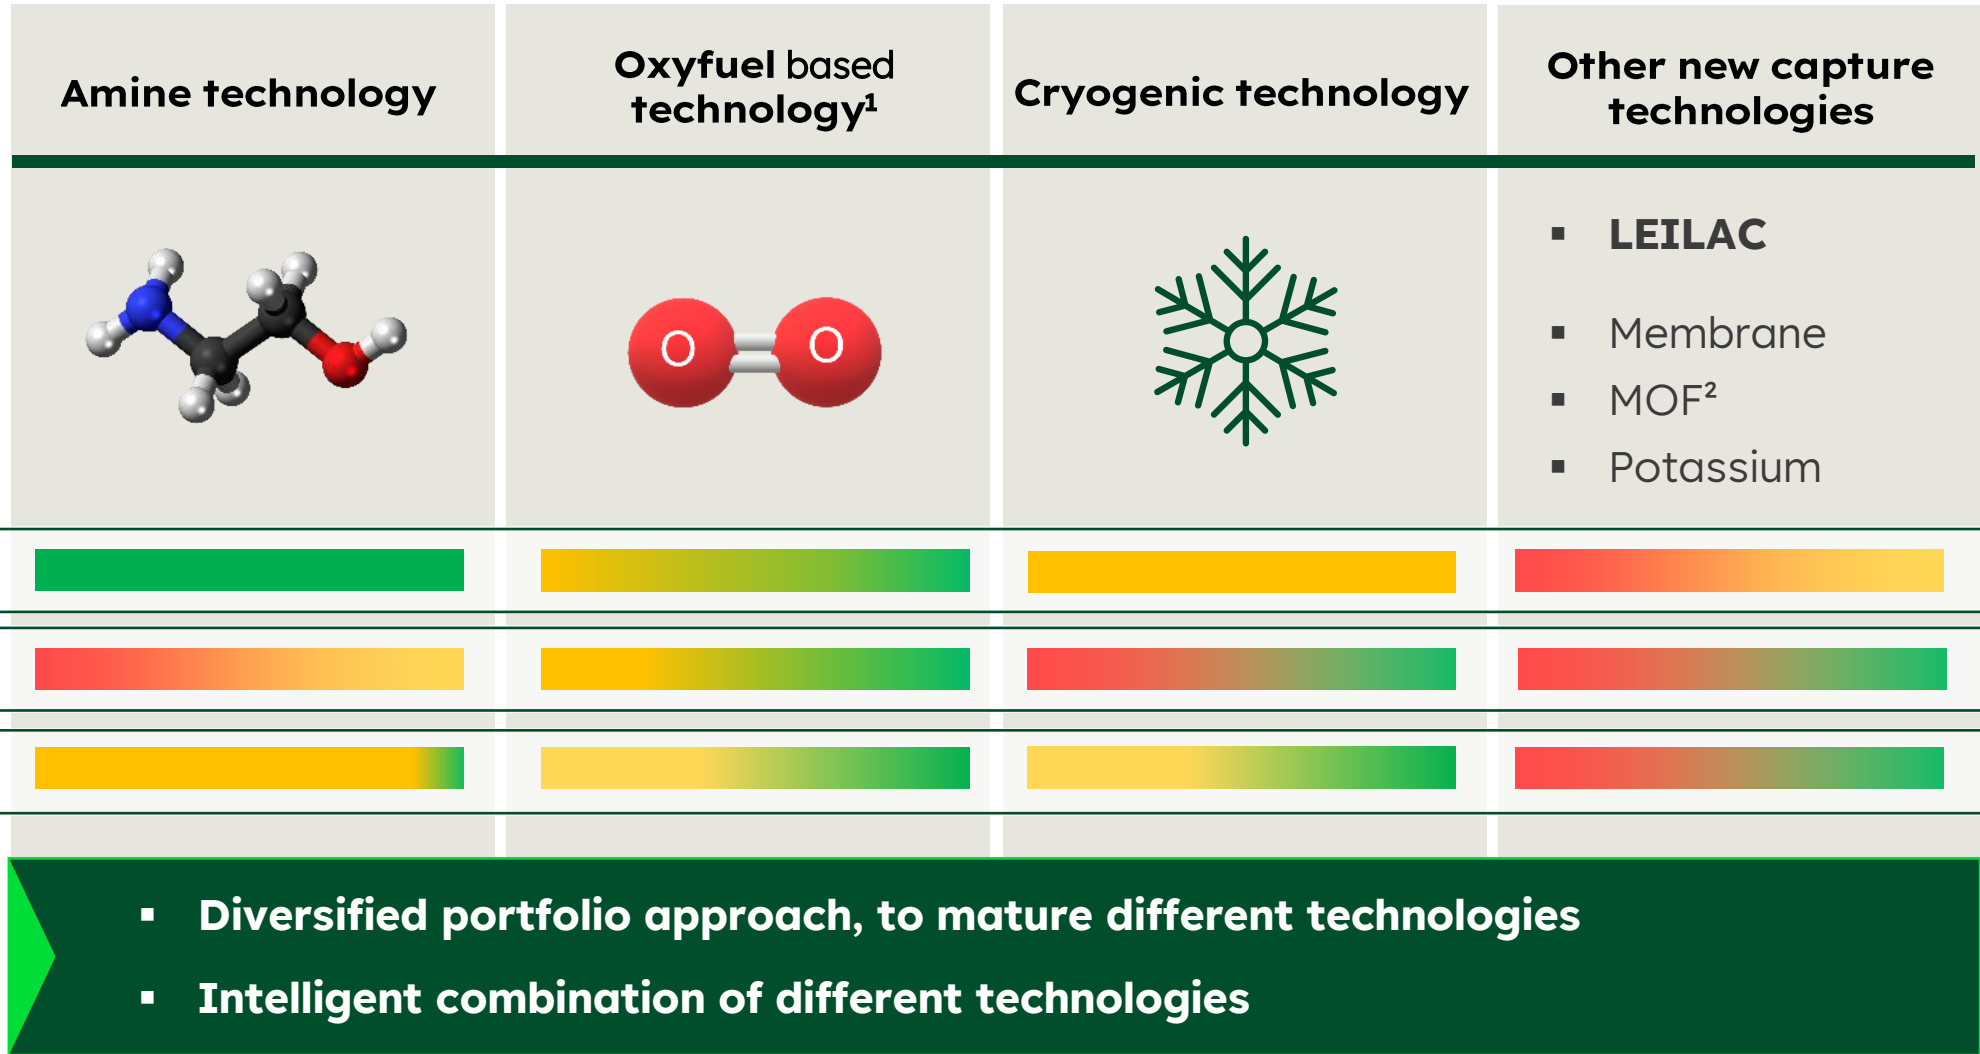 Amine technology
Oxyfuel based
technology¹
Cryogenic technology
Other new capture
technologies
▪ LEILAC
▪ Membrane
▪ MOF²
▪ Potassium
O O
▪ Diversified portfolio approach, to mature different technologies
▪ Intelligent combination of different technologies